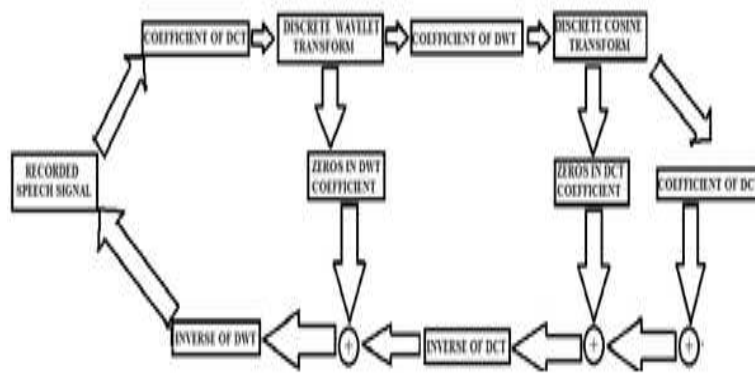 COEFFICIENT OF DCT
DISCRETE WAVELET
TRANSFORM
COEFFICIENT OF DWT
DISCRETE COSINE
TRANSFORM
RECORDED
SPEECH SIGNAL
ZEROS IN DWT
COEFFICIENT
ZEROS IN DCT
COEFFICIENT
COEFFICIENT OF DC
INVERSE OF DWT
+
INVERSE OF DCT
+
+